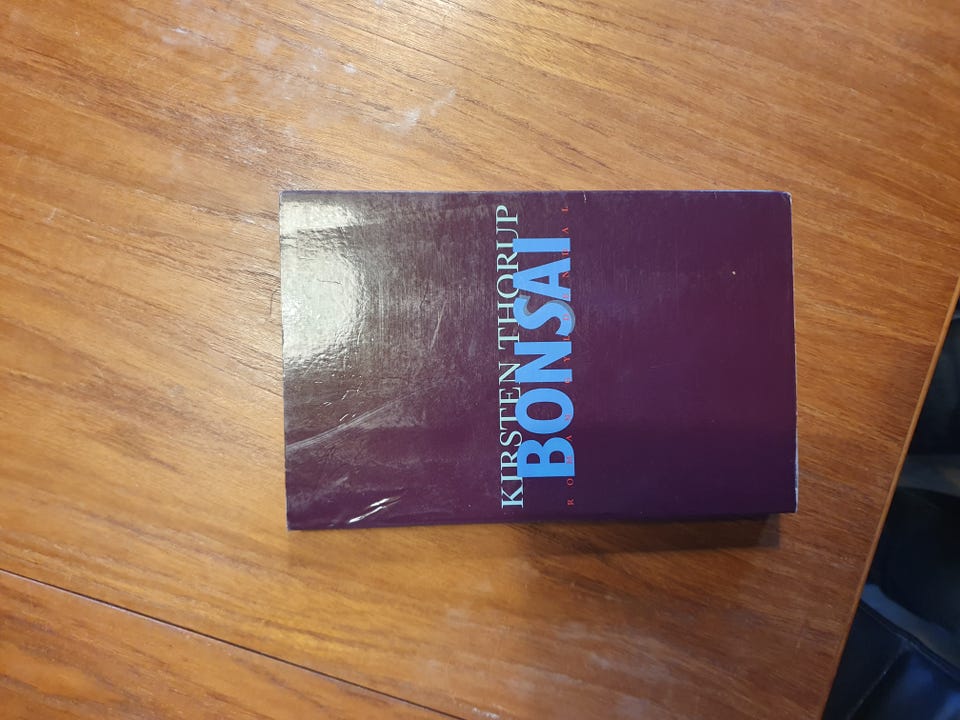 KIRSTEN THORUP
BONSAI
ROMAN GYLDENDAL